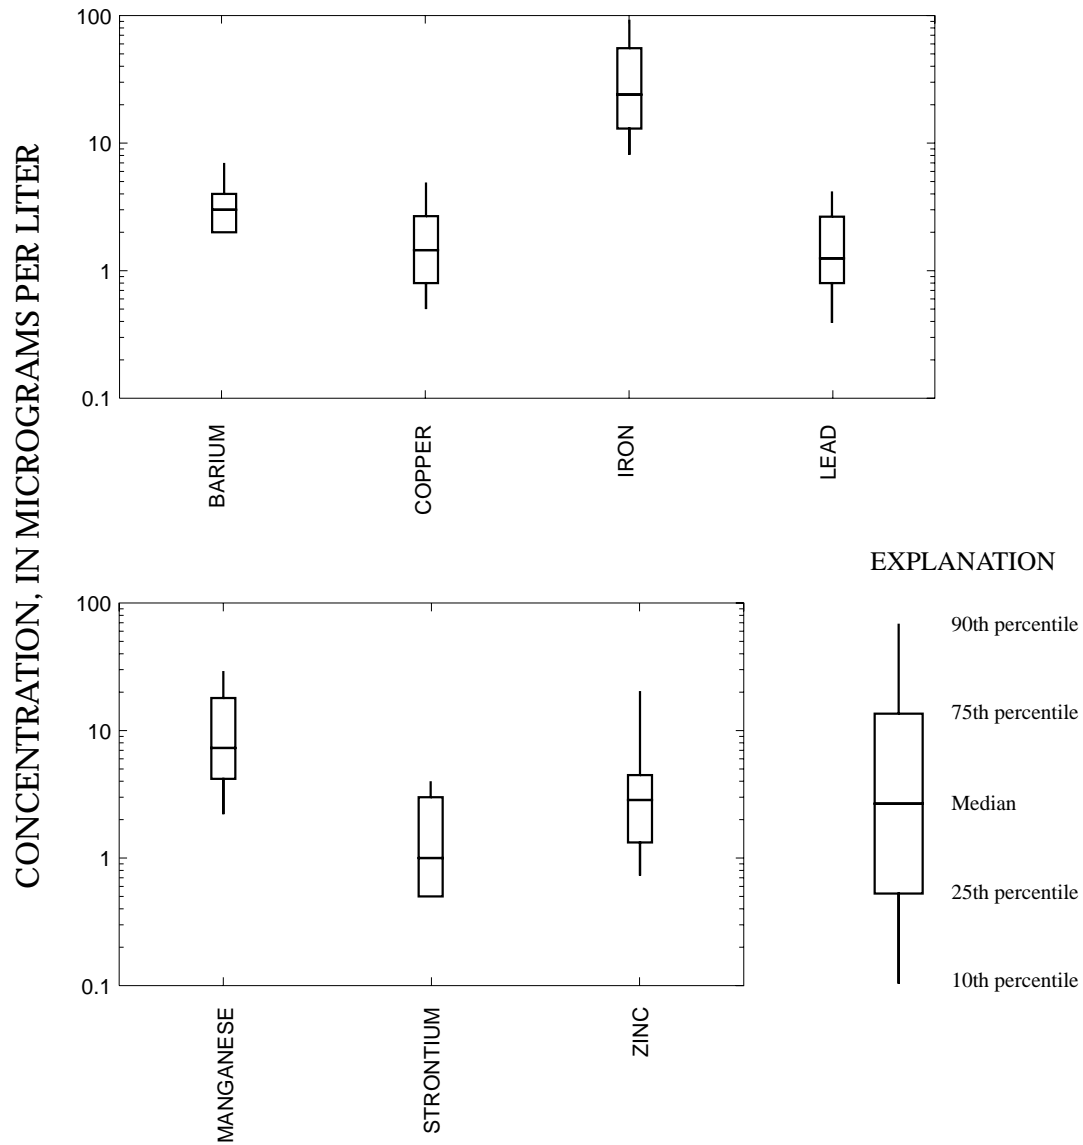 CONCENTRATION, IN MICROGRAMS PER LITER
100
10
1
0.1
BARIUM
COPPER
IRON
LEAD
100
10
1
0.1
MANGANESE
STRONTIUM
ZINC
EXPLANATION
90th percentile
75th percentile
Median
25th percentile
10th percentile